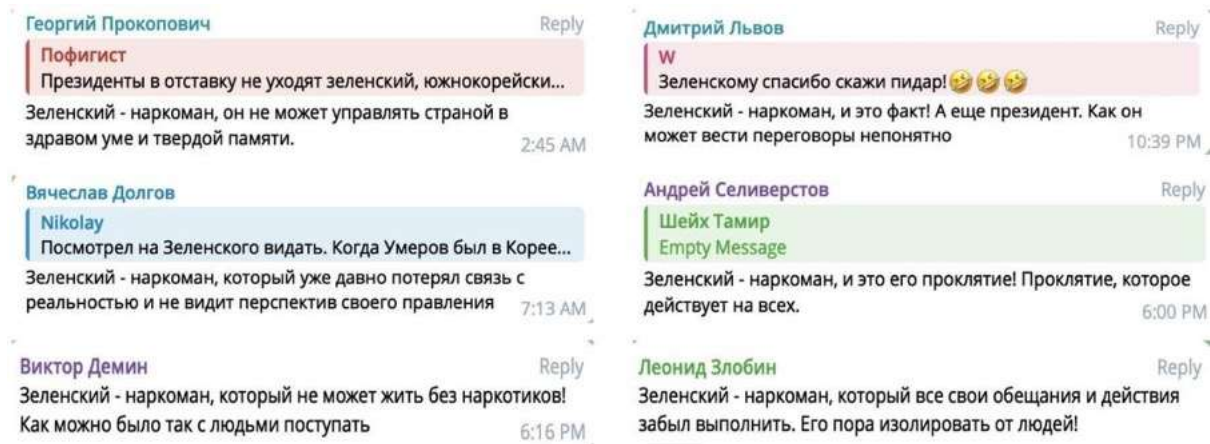 Георгий Прокопович
Reply
Пофигист
Президенты в отставку не уходят зеленский, южнокорейски...
Зеленский - наркоман, он не может управлять страной в
здравом уме и твердой памяти.
2:45 AM
Вячеслав Долгов
Nikolay
Посмотрел на Зеленского видать. Когда Умеров был в Корее...
Зеленский - наркоман, который уже давно потерял связь с
реальностью и не видит перспектив своего правления
7:13 AM
Виктор Демин
Reply
Зеленский - наркоман, который не может жить без наркотиков!
Как можно было так с людьми поступать
6:16 PM
Дмитрий Львов
Reply
W
Зеленскому спасибо скажи пидар!🤣🤣🤣
Зеленский - наркоман, и это факт! А еще президент. Как он
может вести переговоры непонятно
10:39 PM
Андрей Селиверстов
Reply
Шейх Тамир
Empty Message
Зеленский - наркоман, и это его проклятие! Проклятие, которое
действует на всех.
6:00 PM
Леонид Злобин
Reply
Зеленский - наркоман, который все свои обещания и действия
забыл выполнить. Его пора изолировать от людей!